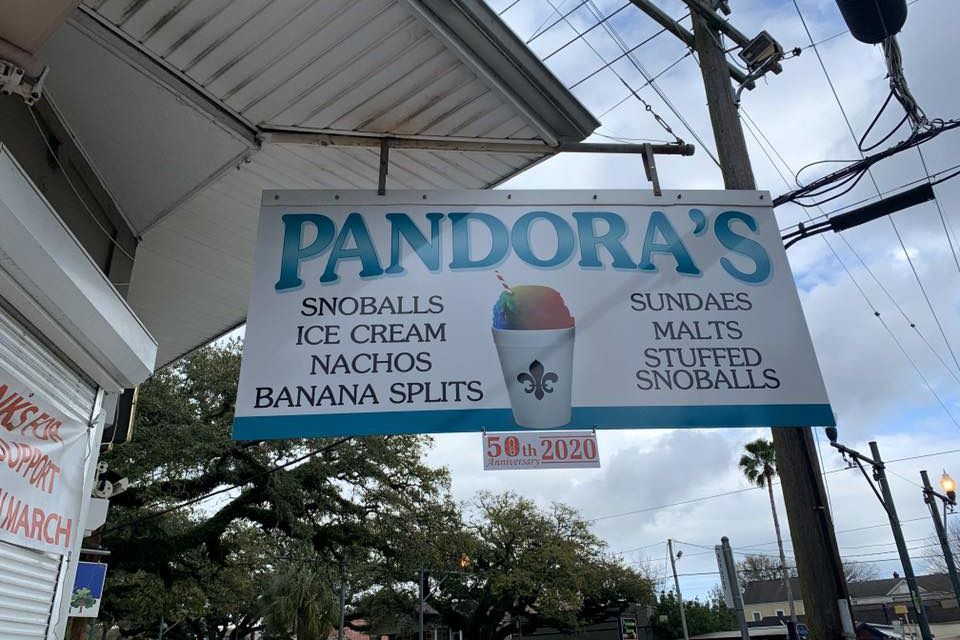 PANDORA'S
SNOBALLS
ICE CREAM
NACHOS
BANANA SPLITS
SUNDAES
MALTS
STUFFED
SNOBALLS
50th 2020
Anniversary
SUPPORT
MARCH